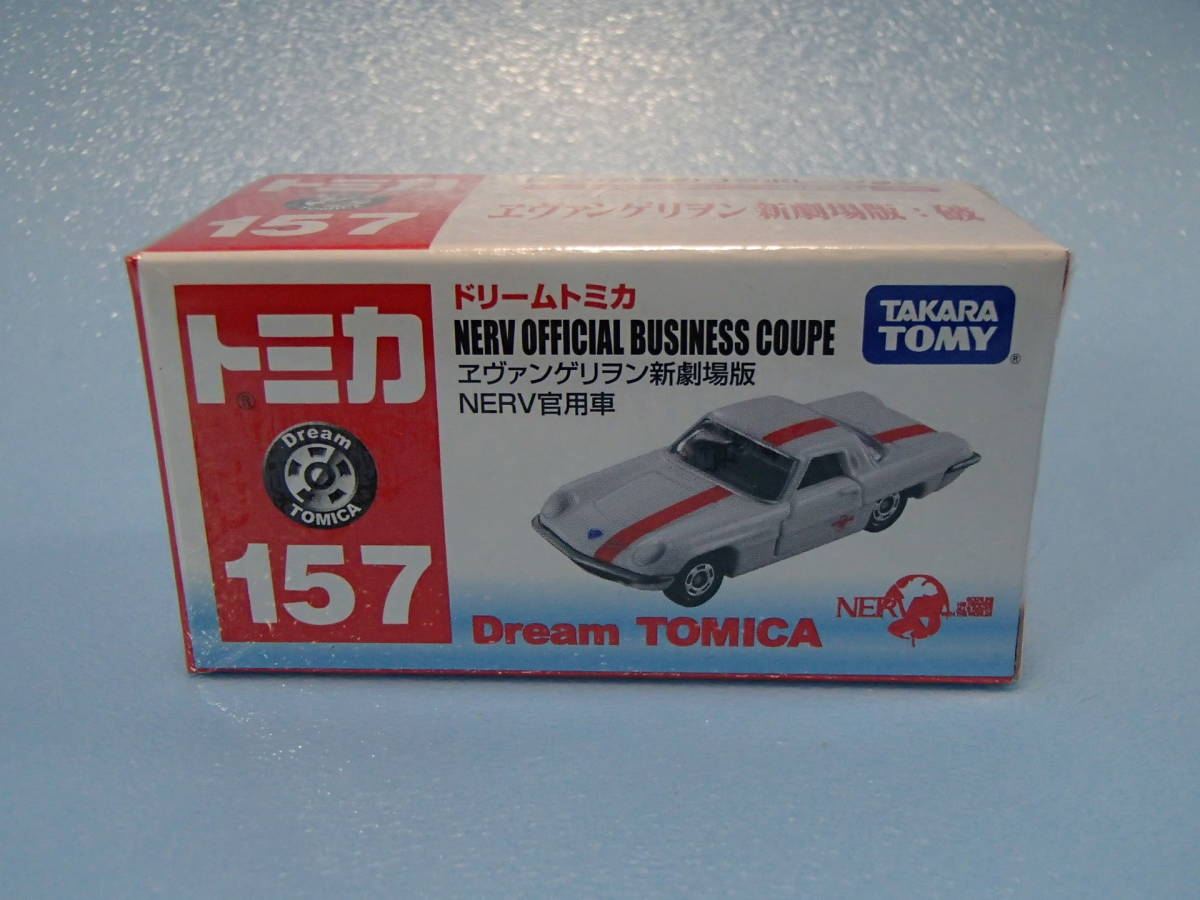 トミカ
157
ヱヴァンゲリヲン 新劇場版:破
トミカ
®
Dream
TOMICA
157
ドリームトミカ
NERV OFFICIAL BUSINESS COUPE
ヱヴァンゲリヲン新劇場版
NERV官用車
TAKARA
TOMY
®
Dream TOMICA
NERV